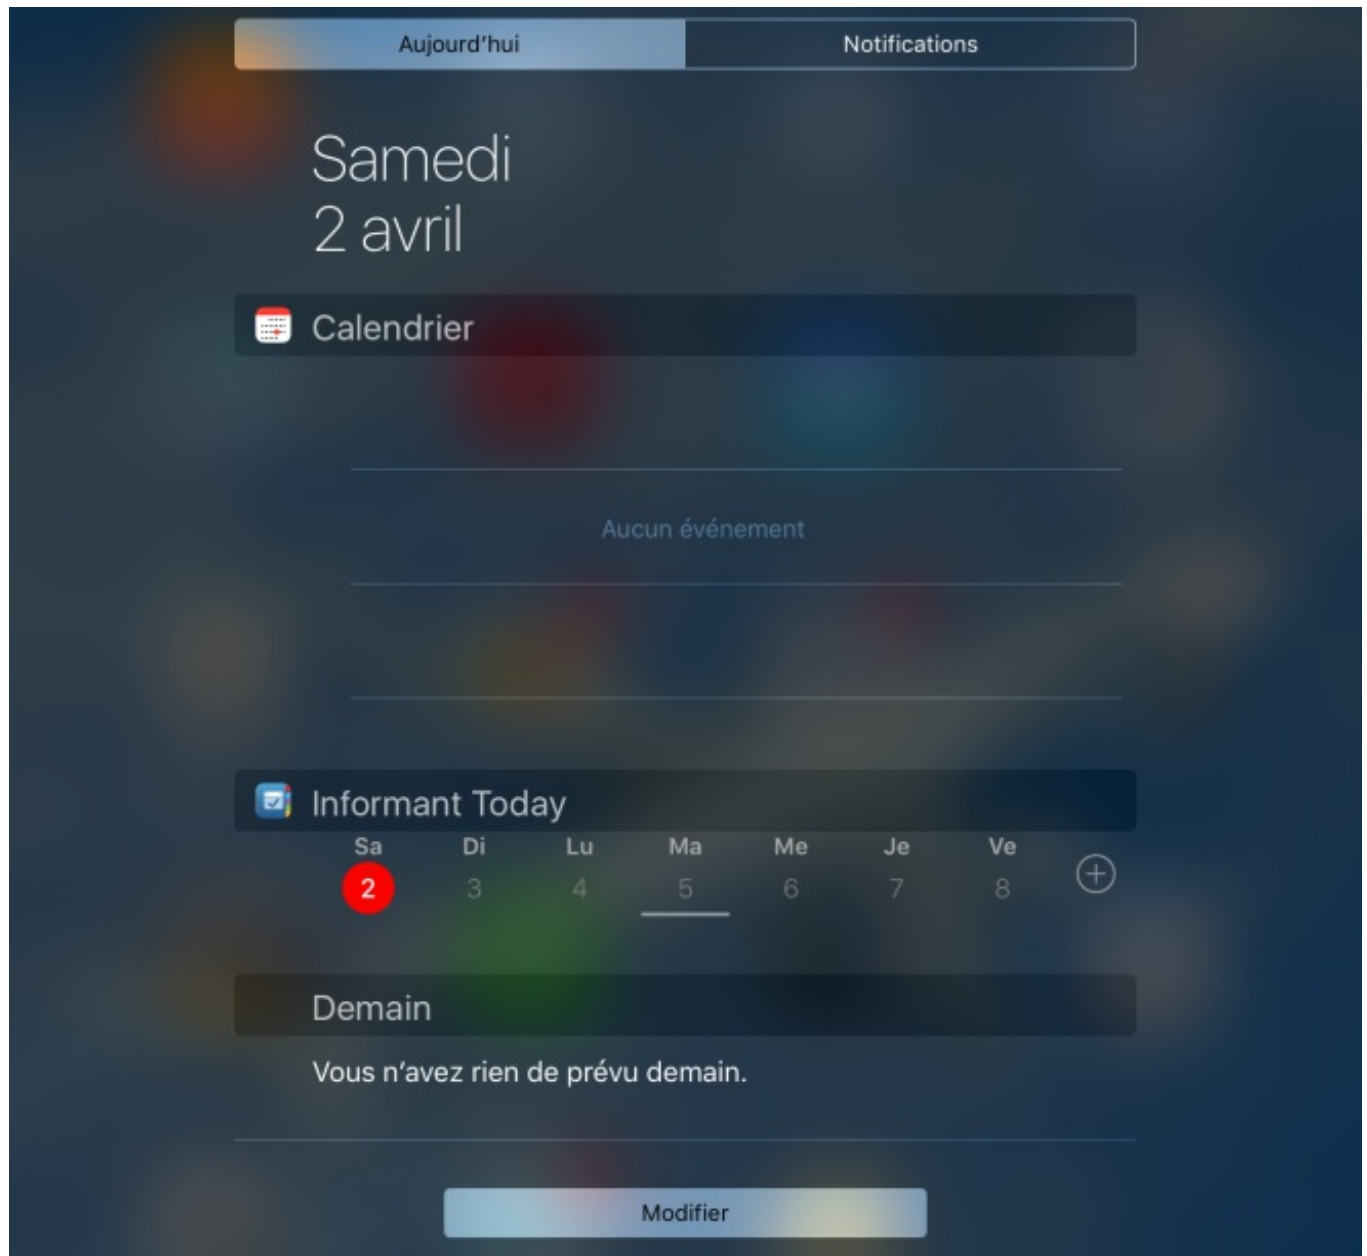 Aujourd'hui Notifications
Samedi
2 avril
Calendrier
Aucun événement
Informant Today
Sa Di Lu Ma Me Je Ve
2 3 4 5 6 7 8
Demain
Vous n'avez rien de prévu demain.
Modifier